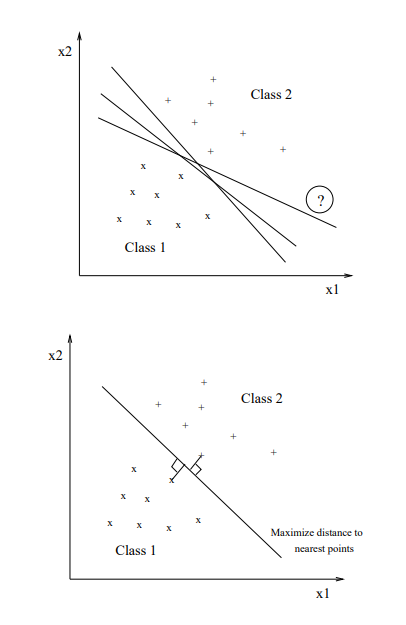 x2
+
+
+
Class 2
+
+
+
+
x
x
x
x
?
x
x
x
x
Class 1
x1
x2
+
+
+
Class 2
+
+
+
+
x
x
x
x
x
x
x
x
Maximize distance to
nearest points
Class 1
x1